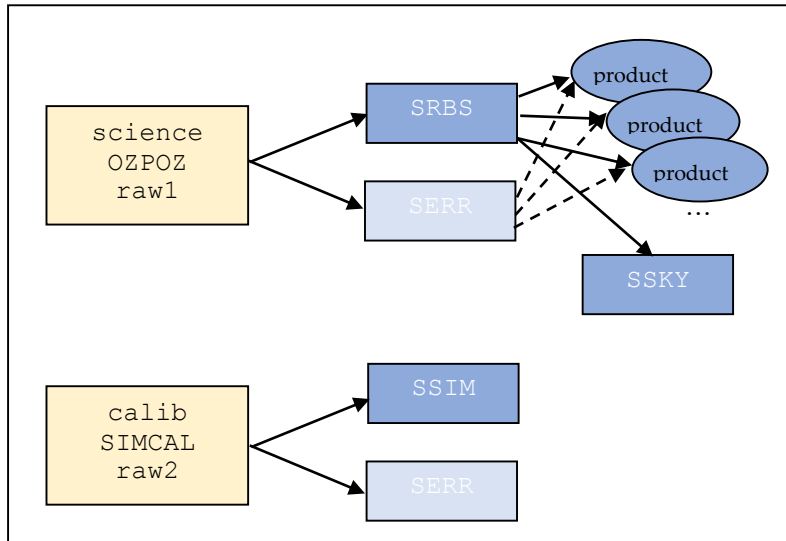 science
OZPOZ
raw1
SRBS
SERR
product
product
product
...
SSKY
calib
SIMCAL
raw2
SSIM
SERR